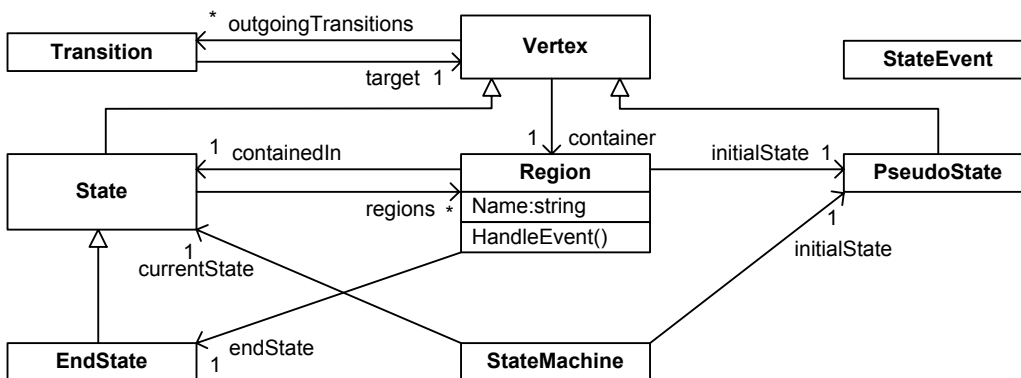 * outgoingTransitions
Transition
Vertex
StateEvent
target 1
1 containedIn
1 container
initialState 1
State
Region
PseudoState
regions *
Name:string
HandleEvent()
1
currentState
1
initialState
EndState
1 endState
StateMachine